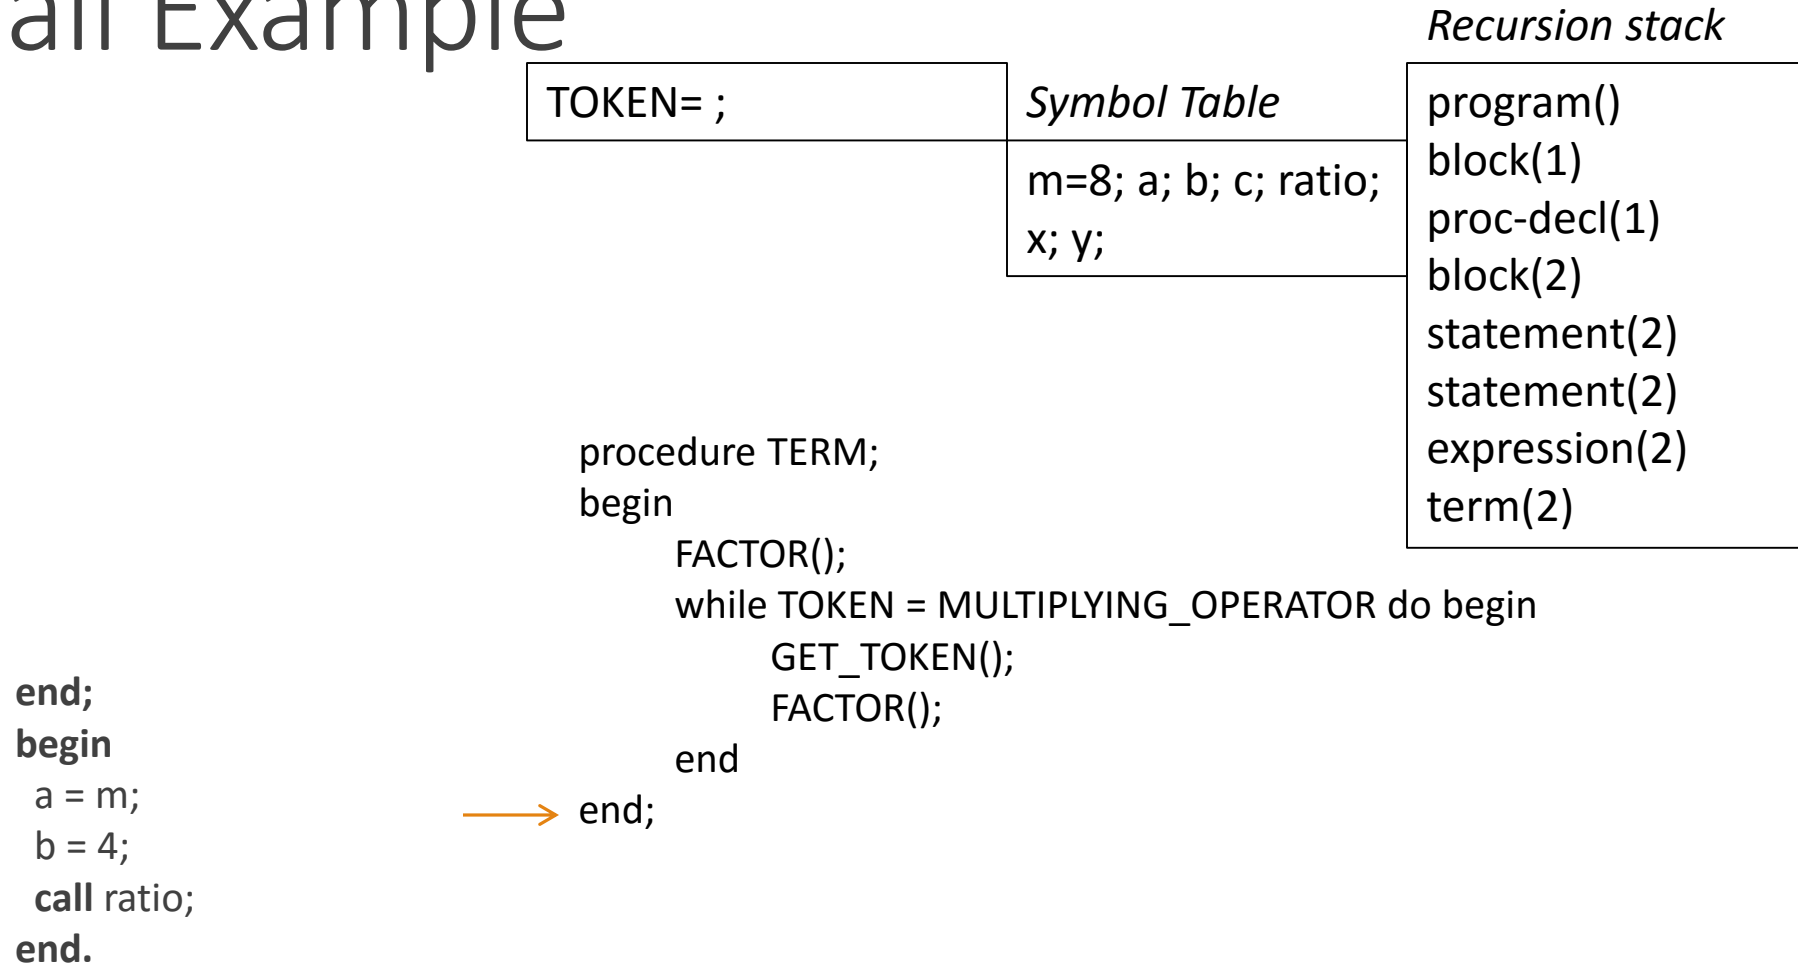 Example
Recursion stack
TOKEN= ;
Symbol Table
m=8; a; b; c; ratio;
x; y;
program()
block(1)
proc-decl(1)
block(2)
statement(2)
statement(2)
expression(2)
term(2)
procedure TERM;
begin
FACTOR();
while TOKEN = MULTIPLYING_OPERATOR do begin
GET_TOKEN();
FACTOR();
end
end;
end;
begin
a = m;
b = 4;
call ratio;
end.